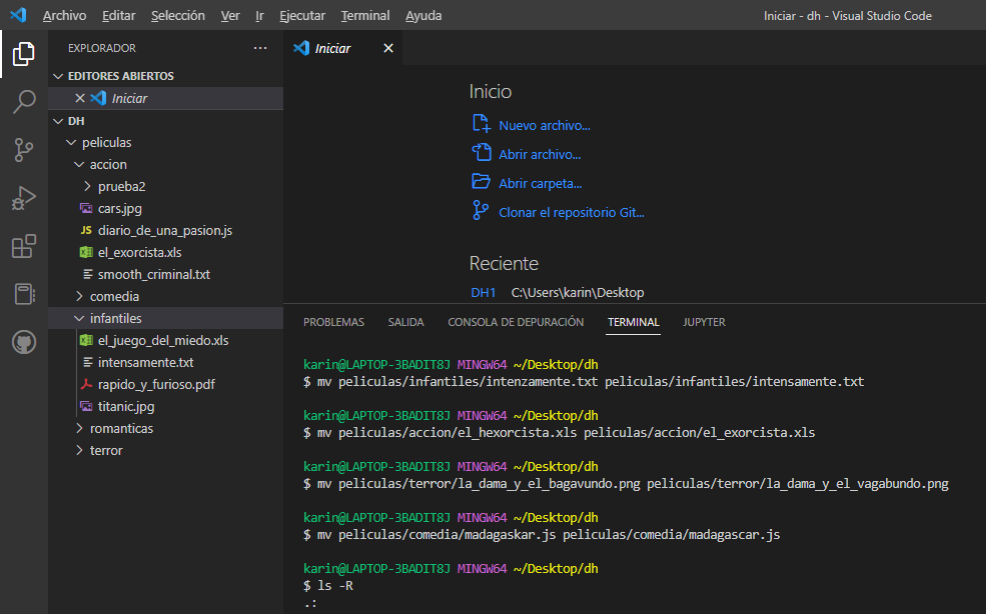 Archivo Editar Selección Ver Ir Ejecutar Terminal Ayuda Iniciar - dh - Visual Studio Code
EXPLORADOR ...
EDITORES ABIERTOS
Iniciar
DH
peliculas
accion
prueba2
cars.jpg
JS diario_de_una_pasion.js
el_exorcista.xls
smooth_criminal.txt
comedia
infantiles
el_juego_del_miedo.xls
intensamente.txt
rapido_y_furioso.pdf
titanic.jpg
romanticas
terror
Iniciar
Inicio
Nuevo archivo...
Abrir archivo...
Abrir carpeta...
Clonar el repositorio Git...
Reciente
DH1 C:\Users\karin\Desktop
PROBLEMAS SALIDA CONSOLA DE DEPURACIÓN TERMINAL JUPYTER
karin@LAPTOP-3BADIT8J MINGW64 ~/Desktop/dh
$ mv peliculas/infantiles/intenzamente.txt peliculas/infantiles/intensamente.txt
karin@LAPTOP-3BADIT8J MINGW64 ~/Desktop/dh
$ mv peliculas/accion/el_hexorcista.xls peliculas/accion/el_exorcista.xls
karin@LAPTOP-3BADIT8J MINGW64 ~/Desktop/dh
$ mv peliculas/terror/la_dama_y_el_bagavundo.png peliculas/terror/la_dama_y_el_vagabundo.png
karin@LAPTOP-3BADIT8J MINGW64 ~/Desktop/dh
$ mv peliculas/comedia/madagaskar.js peliculas/comedia/madagascar.js
karin@LAPTOP-3BADIT8J MINGW64 ~/Desktop/dh
$ ls -R
.: